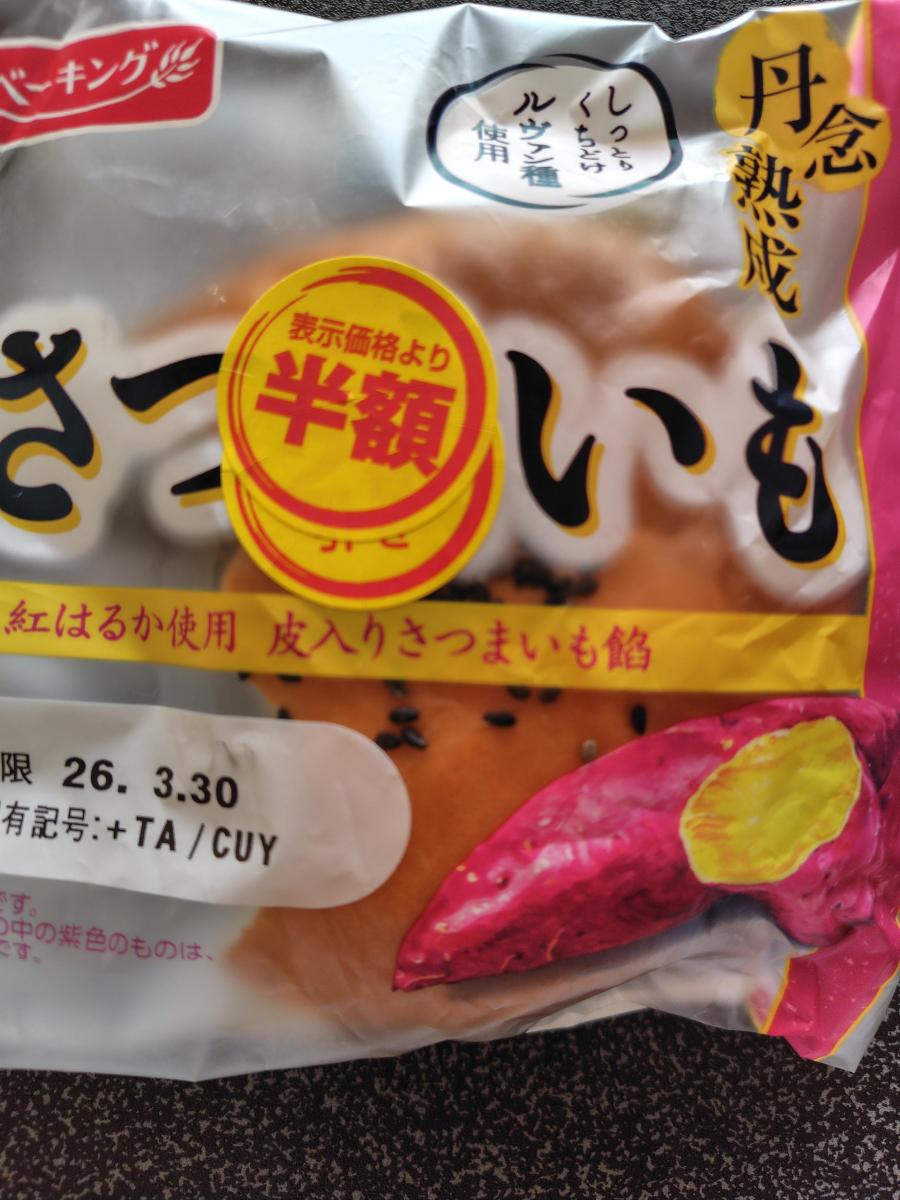 ベーキング
しっとり
くちどけ
ルヴァン種
使用
丹念
熟成
さつ
いも
表示価格より
半額
紅はるか使用 皮入りさつまいも餡
限 26. 3.30
有記号:+TA/CUY
です。
の中の紫色のものは、
です。